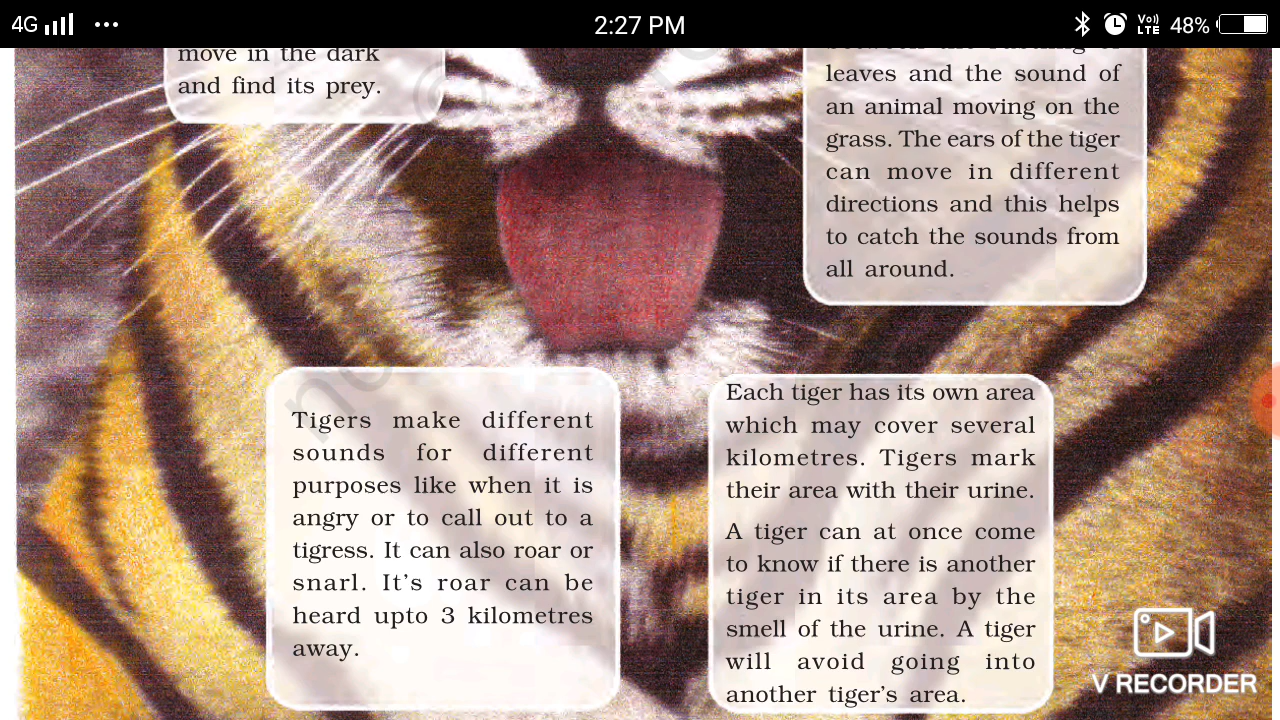 4G
2:27 PM
Vo))
LTE
48%
move in the dark
and find its prey.
leaves and the sound of
an animal moving on the
grass. The ears of the tiger
can move in different
directions and this helps
to catch the sounds from
all around.
Tigers make different
sounds for different
purposes like when it is
angry or to call out to a
tigress. It can also roar or
snarl. It's roar can be
heard upto 3 kilometres
away.
Each tiger has its own area
which may cover several
kilometres. Tigers mark
their area with their urine.
A tiger can at once come
to know if there is another
tiger in its area by the
smell of the urine. A tiger
will avoid going into
another tiger's area.
V RECORDER